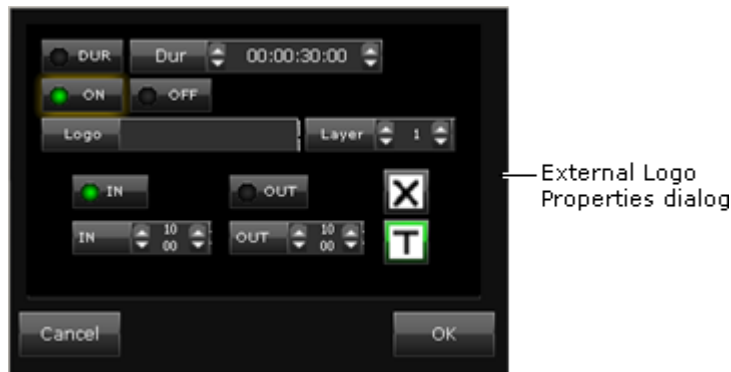 DUR Dur 00:00:30:00
ON OFF
Logo Layer 1
IN OUT X
IN 10 00 OUT 10 00 T
Cancel OK
External Logo
Properties dialog